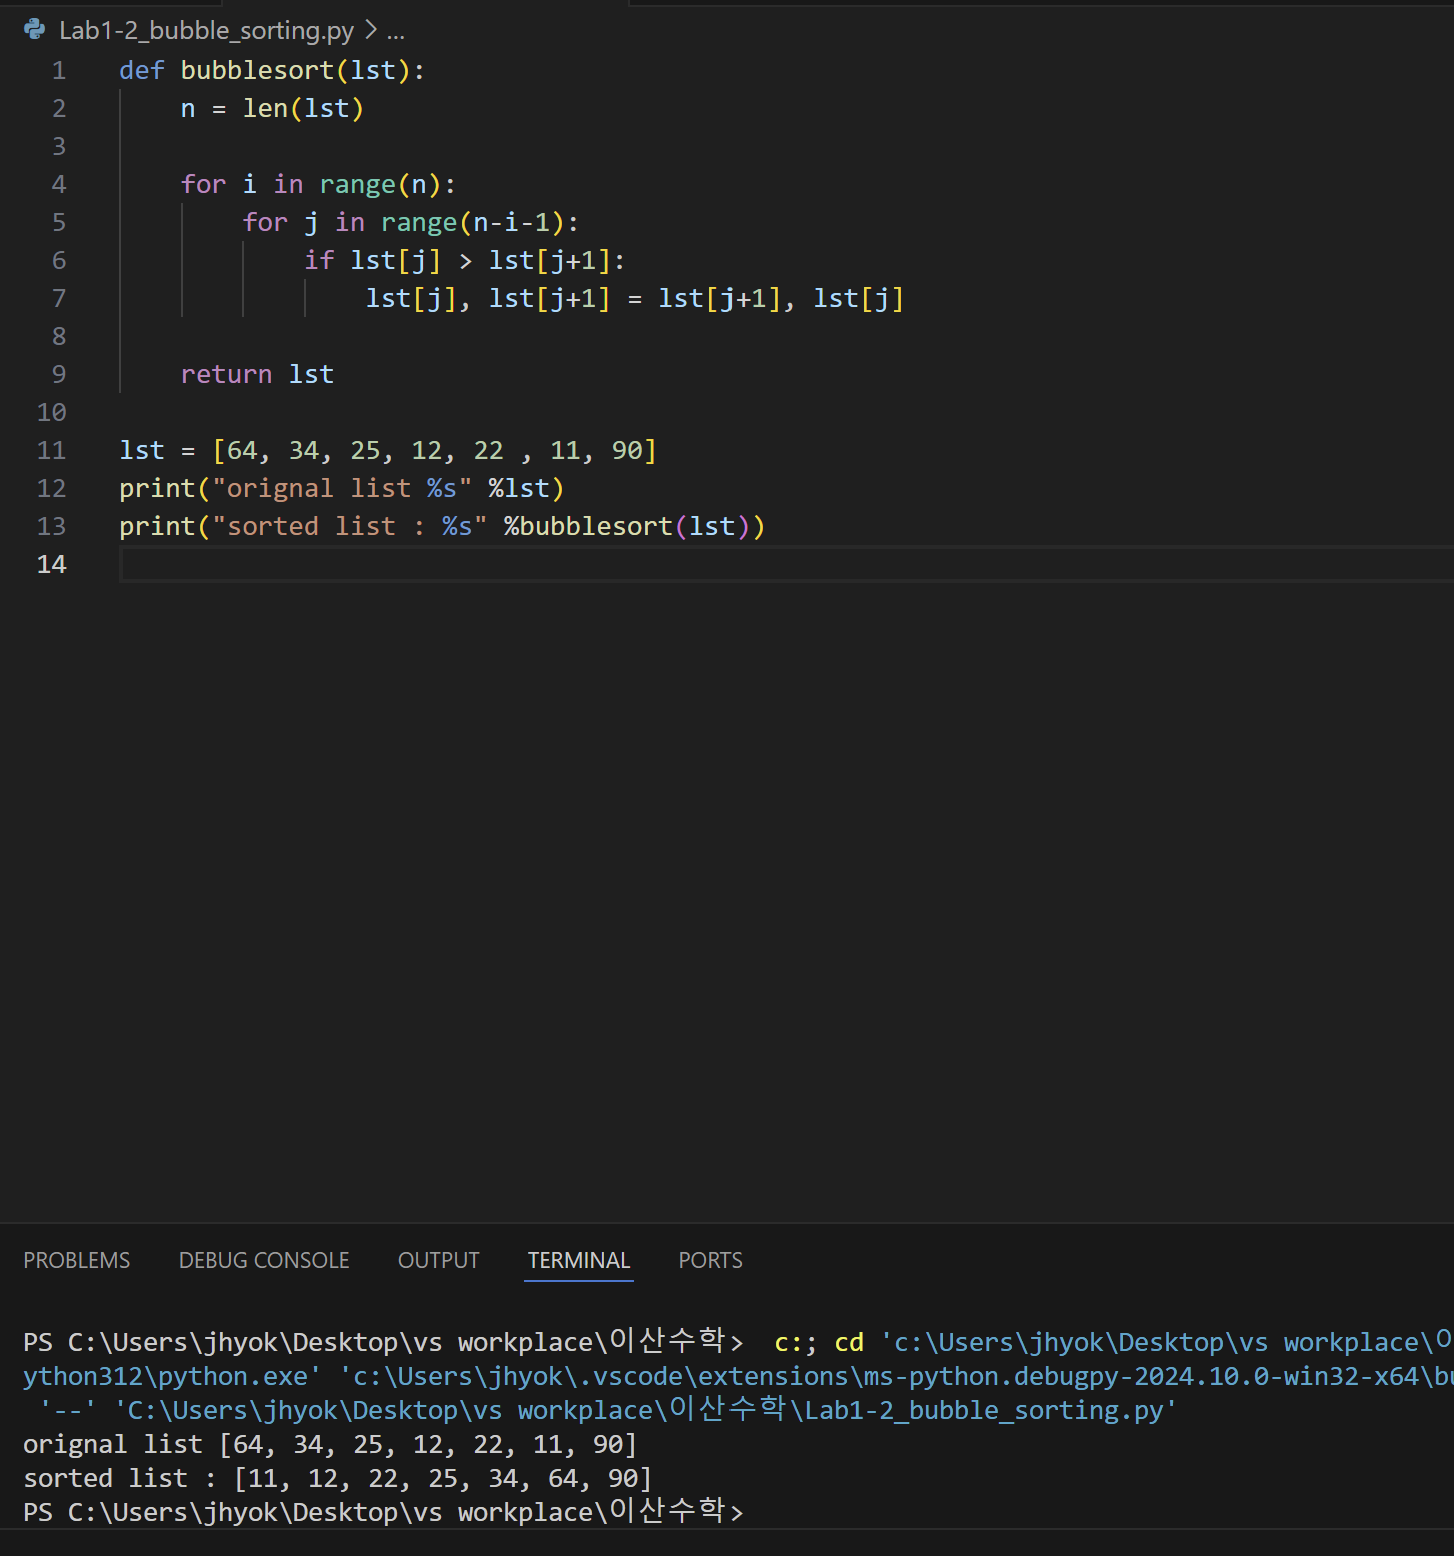 Lab1-2_bubble_sorting.py > ...
1 def bubblesort(lst):
2     n = len(lst)
3
4     for i in range(n):
5         for j in range(n-i-1):
6             if lst[j] > lst[j+1]:
7                 lst[j], lst[j+1] = lst[j+1], lst[j]
8
9     return lst
10
11 lst = [64, 34, 25, 12, 22 , 11, 90]
12 print("orignal list %s" %lst)
13 print("sorted list : %s" %bubblesort(lst))
14
PROBLEMS DEBUG CONSOLE OUTPUT TERMINAL PORTS
PS C:\Users\jhyok\Desktop\vs workplace\이산수학>  c:; cd 'c:\Users\jhyok\Desktop\vs workplace\이
ython312\python.exe' 'c:\Users\jhyok\.vscode\extensions\ms-python.debugpy-2024.10.0-win32-x64\bu
 '--' 'C:\Users\jhyok\Desktop\vs workplace\이산수학\Lab1-2_bubble_sorting.py'
orignal list [64, 34, 25, 12, 22, 11, 90]
sorted list : [11, 12, 22, 25, 34, 64, 90]
PS C:\Users\jhyok\Desktop\vs workplace\이산수학>